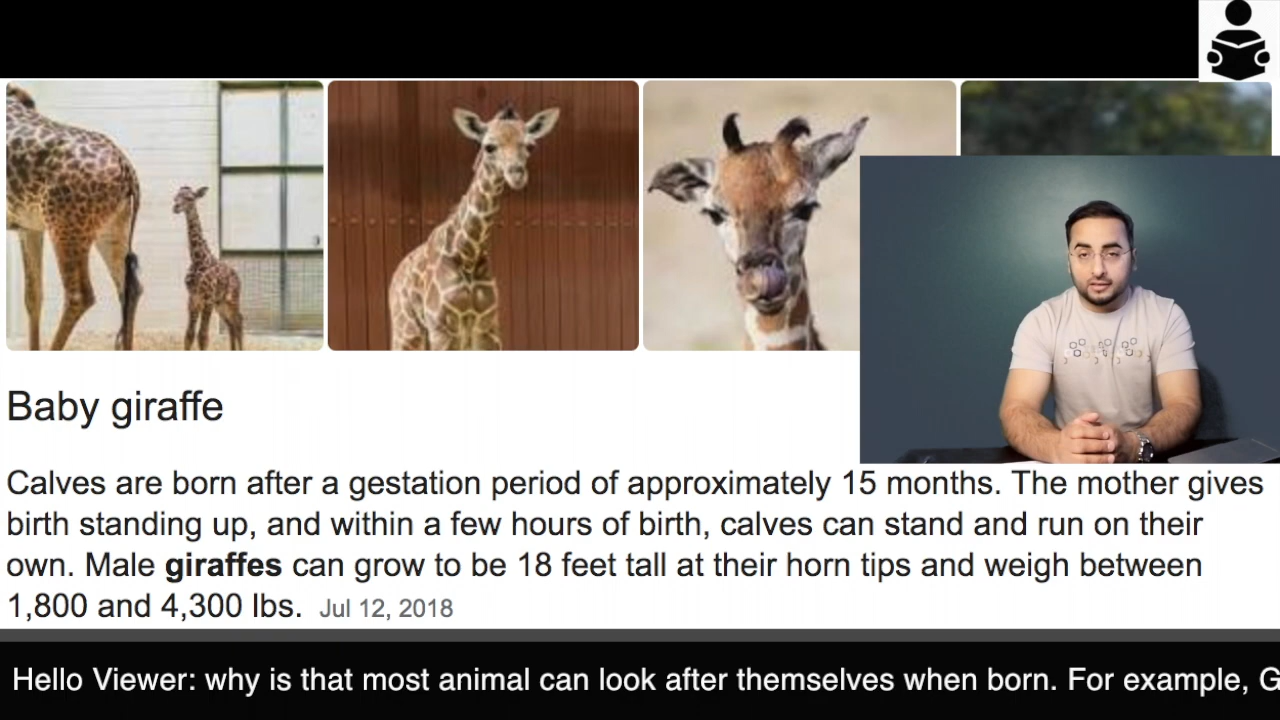 Baby giraffe
Calves are born after a gestation period of approximately 15 months. The mother gives
birth standing up, and within a few hours of birth, calves can stand and run on their
own. Male giraffes can grow to be 18 feet tall at their horn tips and weigh between
1,800 and 4,300 lbs. Jul 12, 2018
Hello Viewer: why is that most animal can look after themselves when born. For example, G